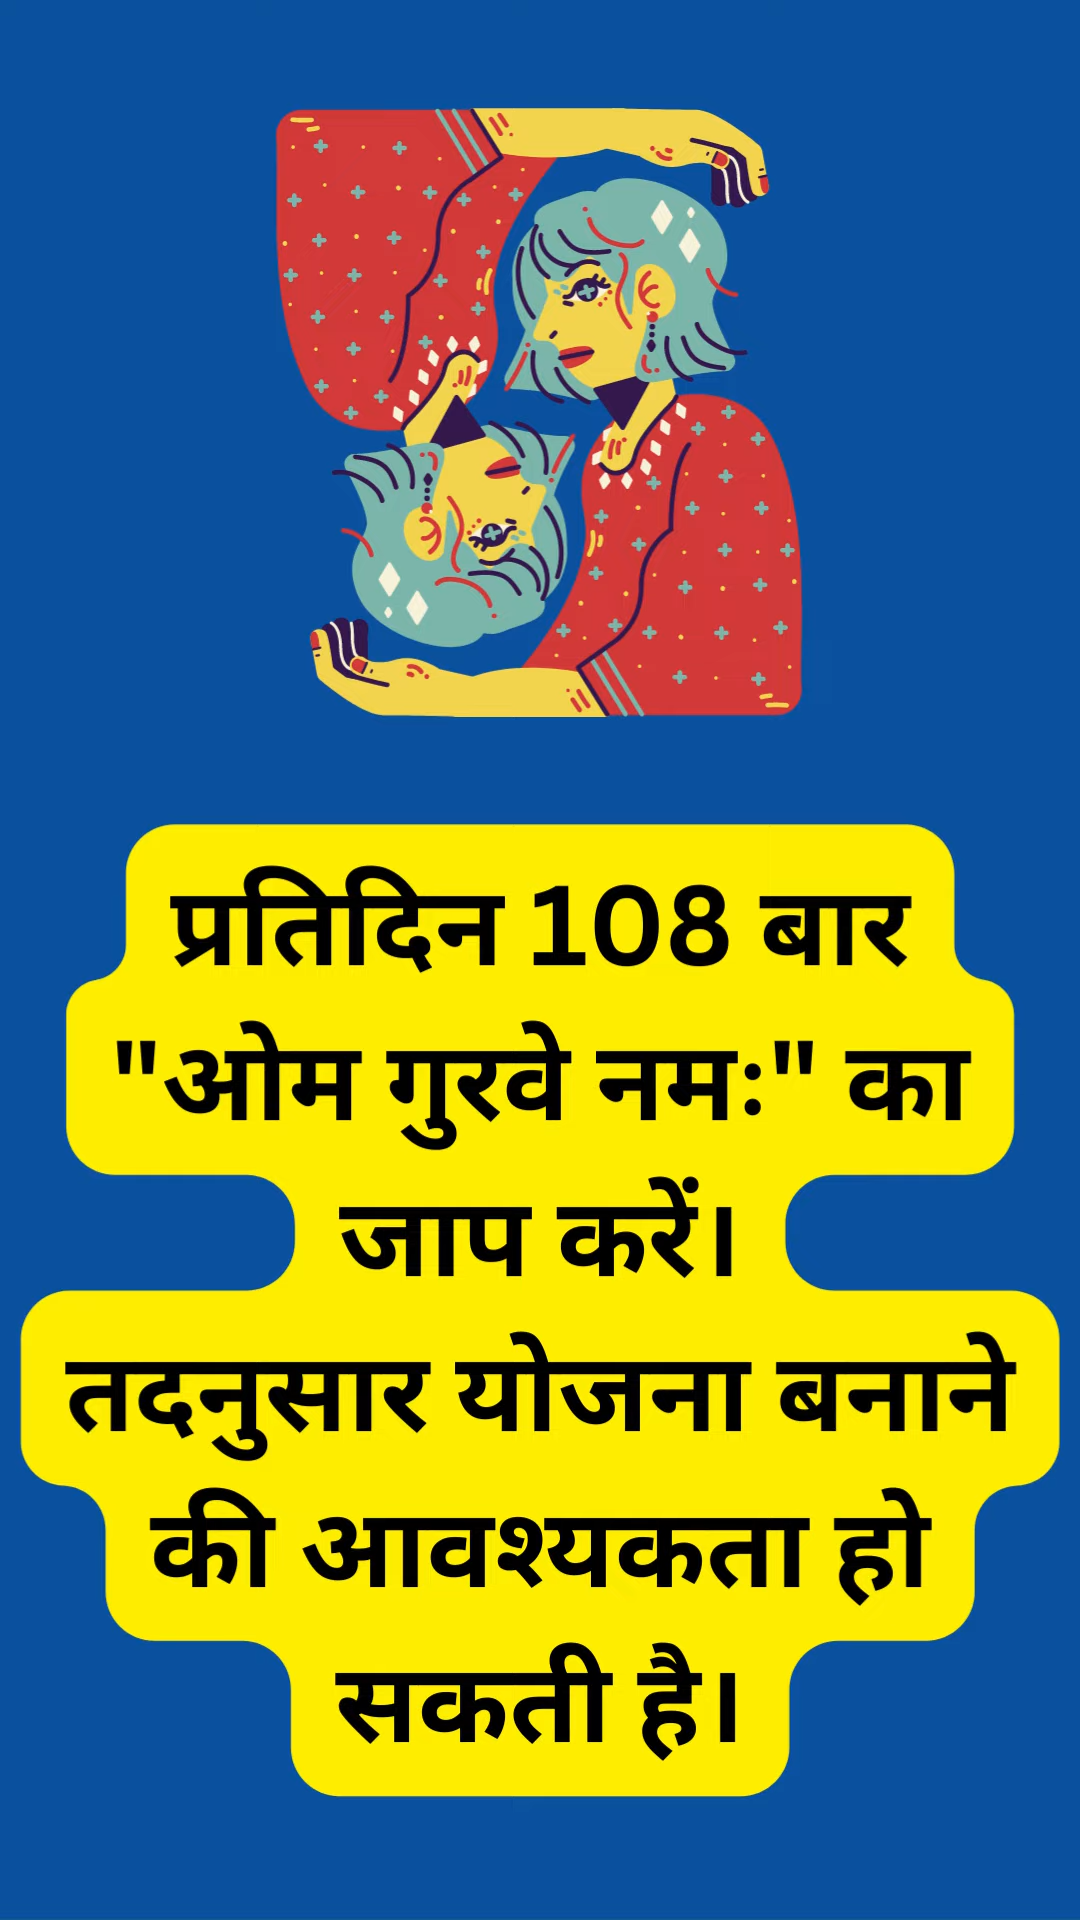 प्रतिदिन 108 बार
"ओम गुरवे नमः" का
जाप करें।
तदनुसार योजना बनाने
की आवश्यकता हो
सकती है।